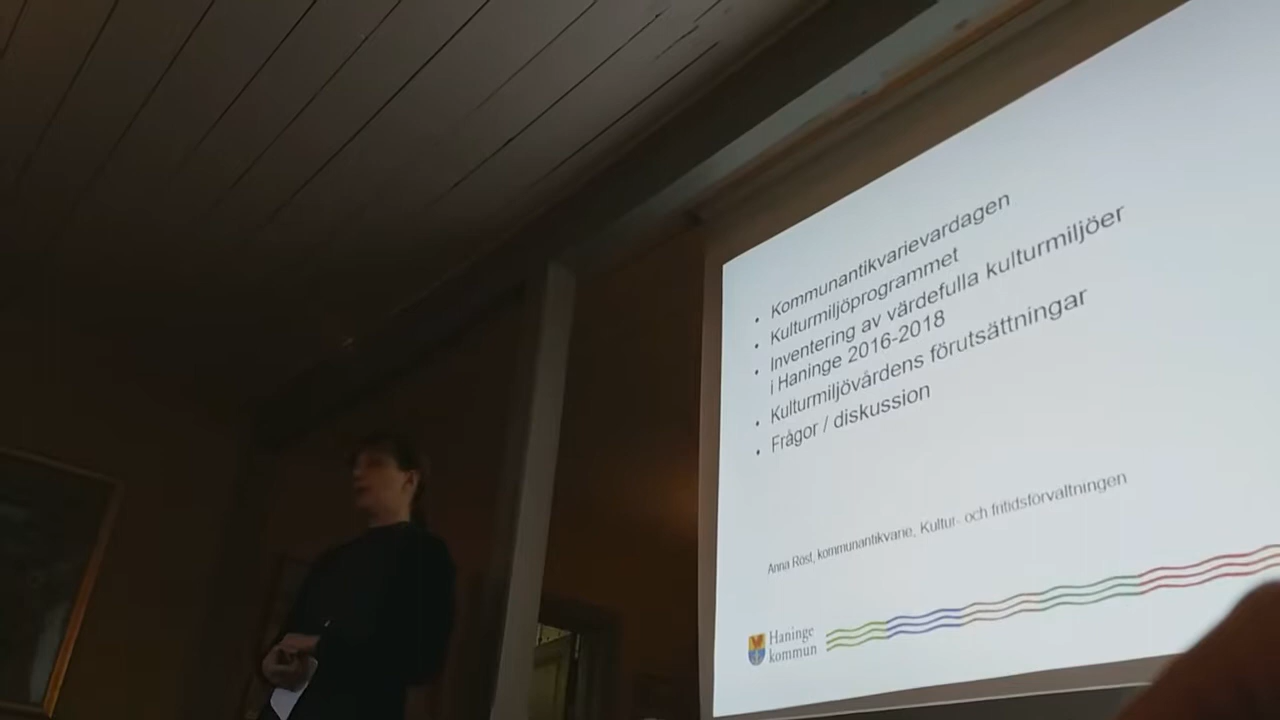 • Kommunantikvarievardagen
• Kulturmiljöprogrammet
• Inventering av värdefulla kulturmiljöer
i Haninge 2016-2018
• Kulturmiljövårdens förutsättningar
• Frågor / diskussion
Anna Röst, kommunantikvarie, Kultur- och fritidsförvaltningen
Haninge
kommun